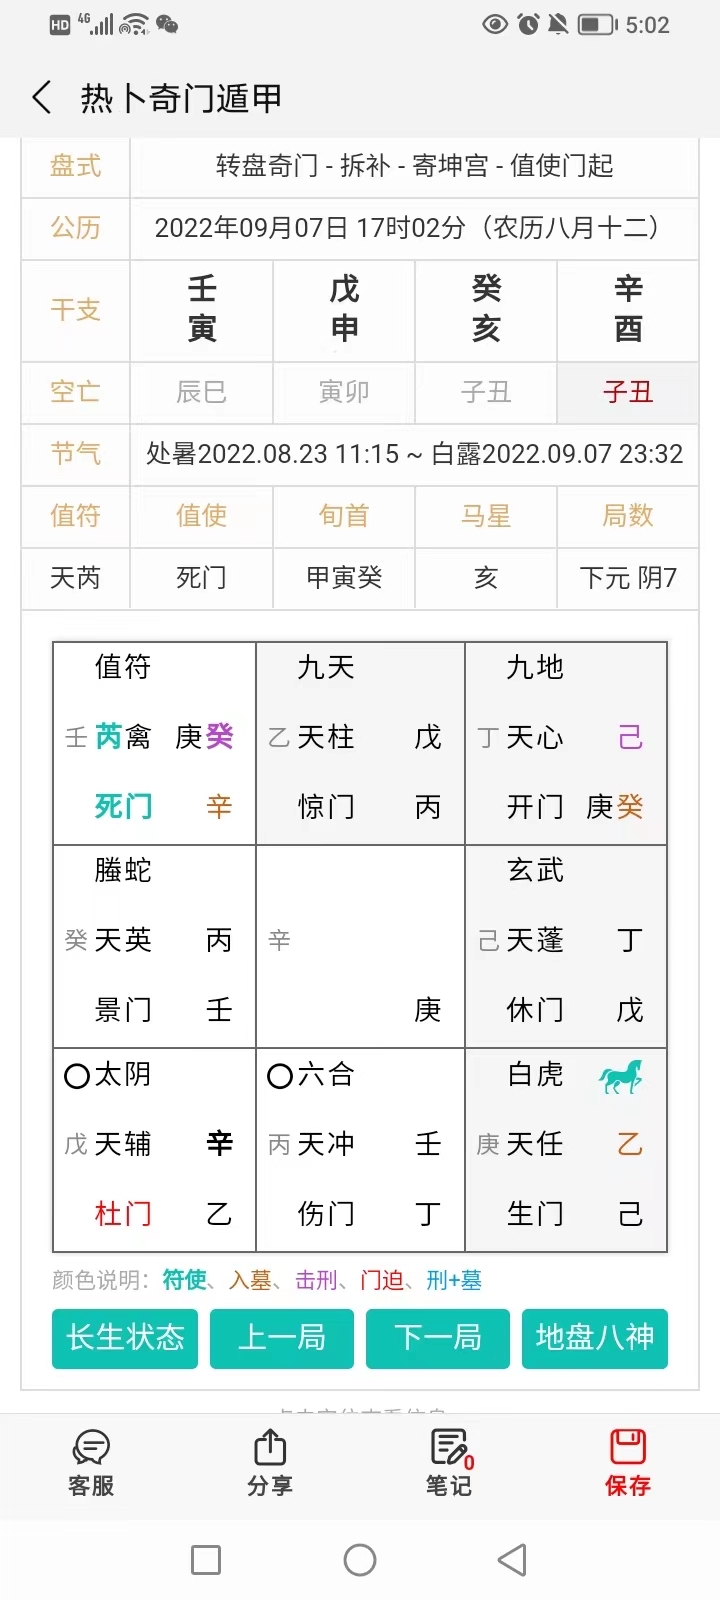 HD 4G 5:02
热卜奇门遁甲
盘式 转盘奇门 - 拆补 - 寄坤宫 - 值使门起
公历 2022年09月07日 17时02分（农历八月十二）
壬 戊 癸 辛
干支
寅 申 亥 酉
空亡 辰巳 寅卯 子丑 子丑
节气 处暑2022.08.23 11:15 ~ 白露2022.09.07 23:32
值符 值使 旬首 马星 局数
天芮 死门 甲寅癸 亥 下元 阴7
值符 九天 九地
壬 芮禽 庚癸 乙 天柱 戊 丁 天心 己
死门 辛 惊门 丙 开门 庚癸
螣蛇 玄武
癸 天英 丙 辛 己 天蓬 丁
景门 壬 庚 休门 戊
太阴 六合 白虎
戊 天辅 辛 丙 天冲 壬 庚 天任 乙
杜门 乙 伤门 丁 生门 己
颜色说明：符使、入墓、击刑、门迫、刑+墓
长生状态 上一局 下一局 地盘八神
0
客服 分享 笔记 保存